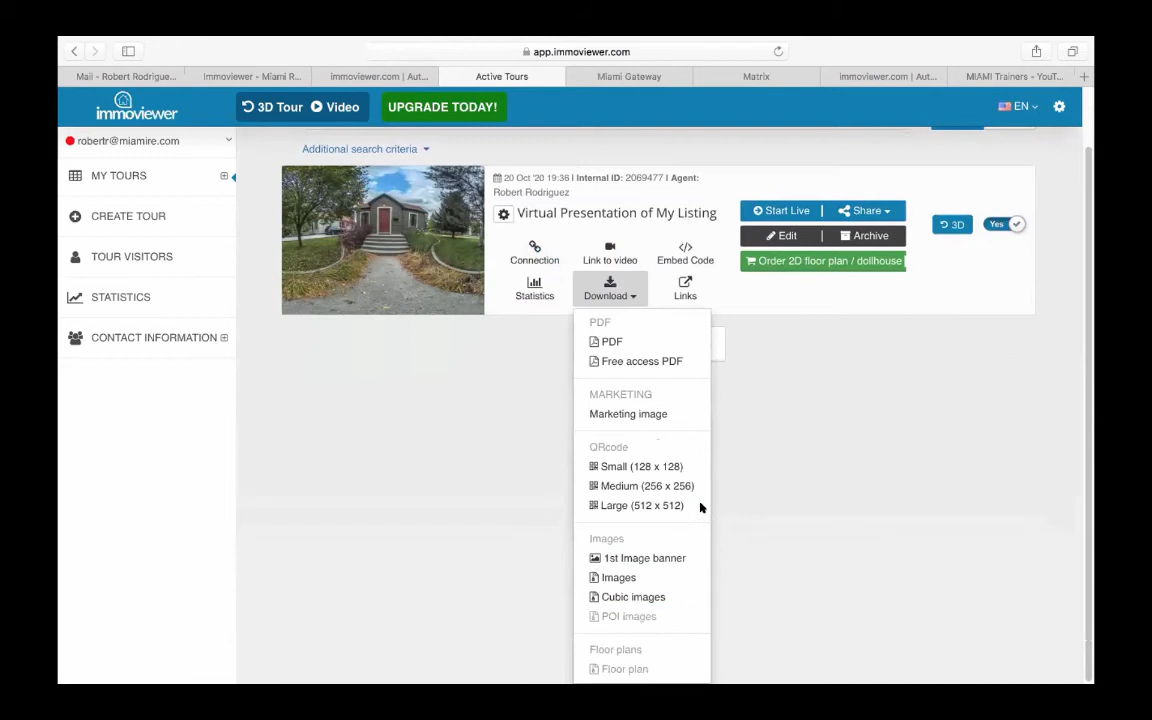 app.immoviewer.com
Mail - Robert Rodrigue...
Immoviewer - Miami R...
immoviewer.com | Aut...
Active Tours
Miami Gateway
Matrix
immoviewer.com | Aut...
MIAMI Trainers - YouT...
immoviewer
3D Tour Video
UPGRADE TODAY!
EN
robertr@miamire.com
MY TOURS
CREATE TOUR
TOUR VISITORS
STATISTICS
CONTACT INFORMATION
Additional search criteria
20 Oct '20 19:36 | Internal ID: 2069477 | Agent:
Robert Rodriguez
Virtual Presentation of My Listing
Connection
Link to video
Embed Code
Statistics
Download
Links
Start Live | Share
Edit | Archive
Order 2D floor plan / dollhouse
3D
Yes
PDF
PDF
Free access PDF
MARKETING
Marketing image
QRcode
Small (128 x 128)
Medium (256 x 256)
Large (512 x 512)
Images
1st Image banner
Images
Cubic images
POI images
Floor plans
Floor plan